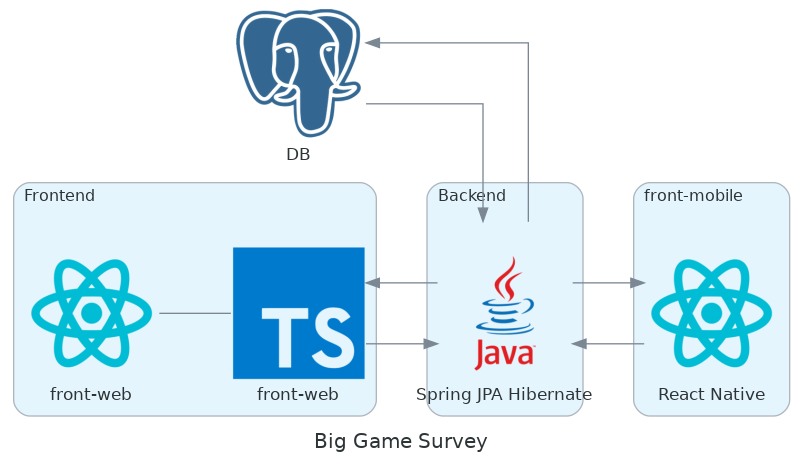 DB
Frontend
Backend
front-mobile
TS
Java
front-web
front-web
Spring JPA Hibernate
React Native
Big Game Survey